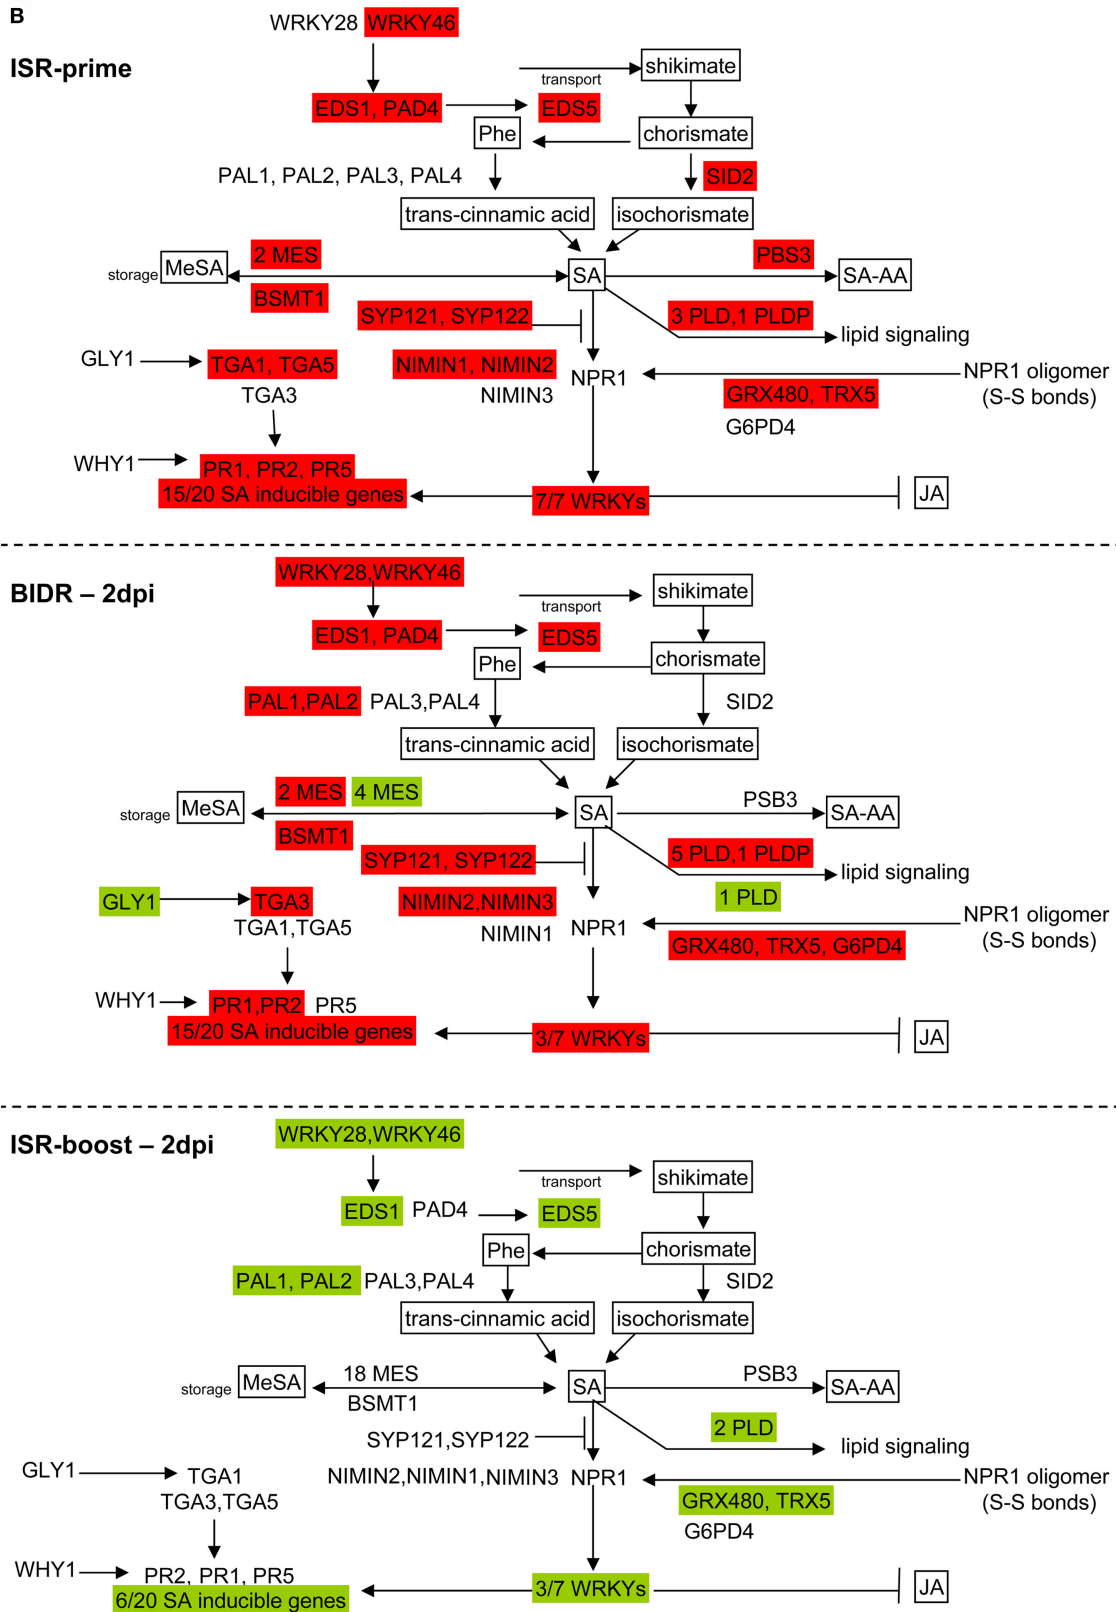 B
WRKY28 WRKY46
ISR-prime
shikimate
transport
EDS1, PAD4
EDS5
Phe
chorismate
PAL1, PAL2, PAL3, PAL4
SID2
trans-cinnamic acid
isochorismate
2 MES
PBS3
storage
MeSA
SA
SA-AA
BSMT1
SYP121, SYP122
3 PLD,1 PLDP
lipid signaling
GLY1
TGA1, TGA5
NIMIN1, NIMIN2
NPR1
NPR1 oligomer
TGA3
NIMIN3
GRX480, TRX5
(S-S bonds)
G6PD4
WHY1
PR1, PR2, PR5
15/20 SA inducible genes
7/7 WRKYs
JA
WRKY28,WRKY46
BIDR – 2dpi
shikimate
transport
EDS1, PAD4
EDS5
Phe
chorismate
PAL1,PAL2 PAL3,PAL4
SID2
trans-cinnamic acid
isochorismate
2 MES 4 MES
PSB3
storage
MeSA
SA
SA-AA
BSMT1
SYP121, SYP122
5 PLD,1 PLDP
lipid signaling
GLY1
TGA3
NIMIN2,NIMIN3
1 PLD
TGA1,TGA5
NIMIN1
NPR1
NPR1 oligomer
GRX480, TRX5, G6PD4
(S-S bonds)
WHY1
PR1,PR2 PR5
15/20 SA inducible genes
3/7 WRKYs
JA
WRKY28,WRKY46
ISR-boost – 2dpi
shikimate
transport
EDS1 PAD4
EDS5
Phe
chorismate
PAL1, PAL2 PAL3,PAL4
SID2
trans-cinnamic acid
isochorismate
18 MES
PSB3
storage
MeSA
SA
SA-AA
BSMT1
SYP121,SYP122
2 PLD
lipid signaling
GLY1
TGA1
NIMIN2,NIMIN1,NIMIN3
NPR1
NPR1 oligomer
TGA3,TGA5
GRX480, TRX5
(S-S bonds)
G6PD4
WHY1
PR2, PR1, PR5
6/20 SA inducible genes
3/7 WRKYs
JA